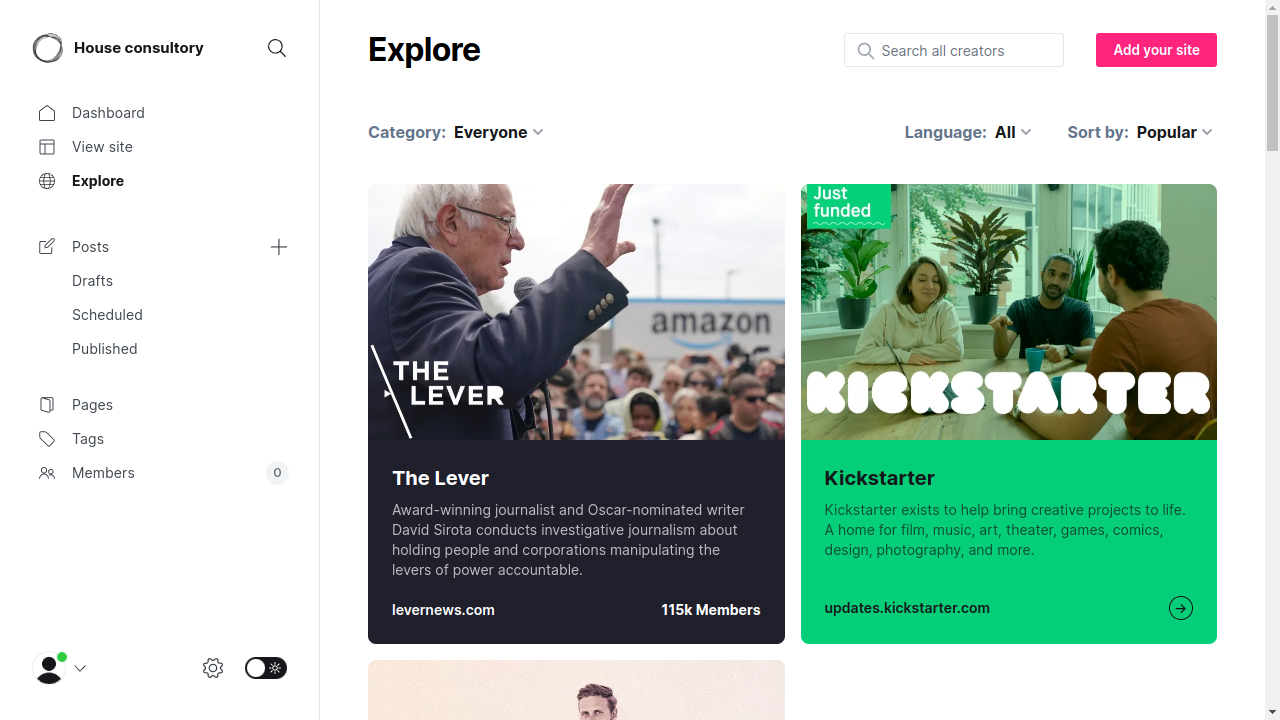 House consultory
Dashboard
View site
Explore
Posts
Drafts
Scheduled
Published
Pages
Tags
Members 0
Explore
Search all creators
Add your site
Category: Everyone
Language: All
Sort by: Popular
amazon
THE
LEVER
The Lever
Award-winning journalist and Oscar-nominated writer
David Sirota conducts investigative journalism about
holding people and corporations manipulating the
levers of power accountable.
levernews.com
115k Members
Just
funded
KICKSTARTER
Kickstarter
Kickstarter exists to help bring creative projects to life.
A home for film, music, art, theater, games, comics,
design, photography, and more.
updates.kickstarter.com